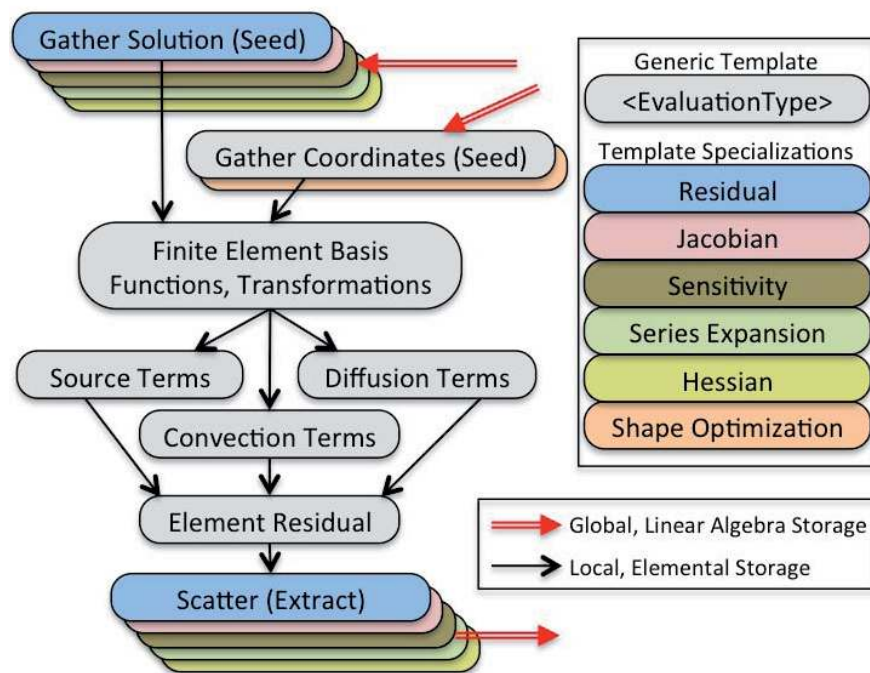 Gather Solution (Seed)
Gather Coordinates (Seed)
Finite Element Basis
Functions, Transformations
Source Terms
Diffusion Terms
Convection Terms
Element Residual
Scatter (Extract)
Generic Template
<EvaluationType>
Template Specializations
Residual
Jacobian
Sensitivity
Series Expansion
Hessian
Shape Optimization
Global, Linear Algebra Storage
Local, Elemental Storage